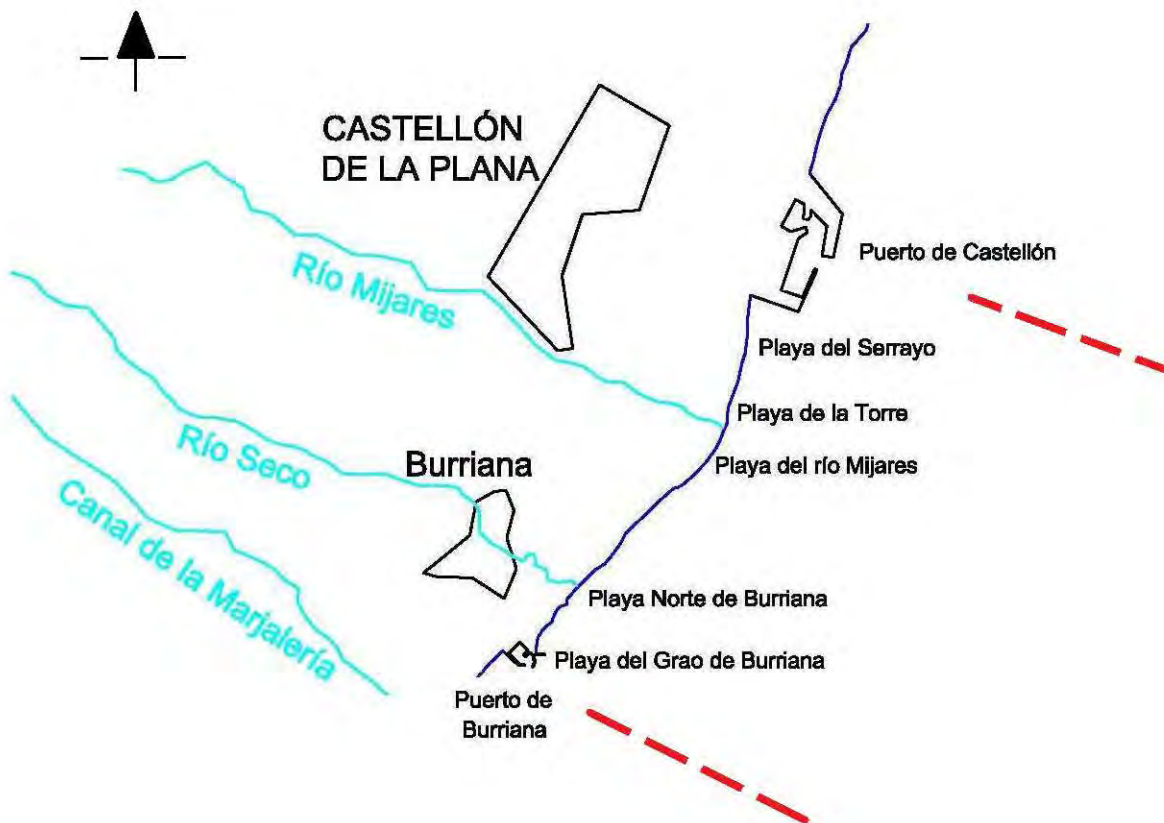 CASTELLÓN
DE LA PLANA
Puerto de Castellón
Río Mijares
Playa del Serrayo
Playa de la Torre
Playa del río Mijares
Río Seco
Burriana
Canal de la Marjalería
Playa Norte de Burriana
Playa del Grao de Burriana
Puerto de
Burriana